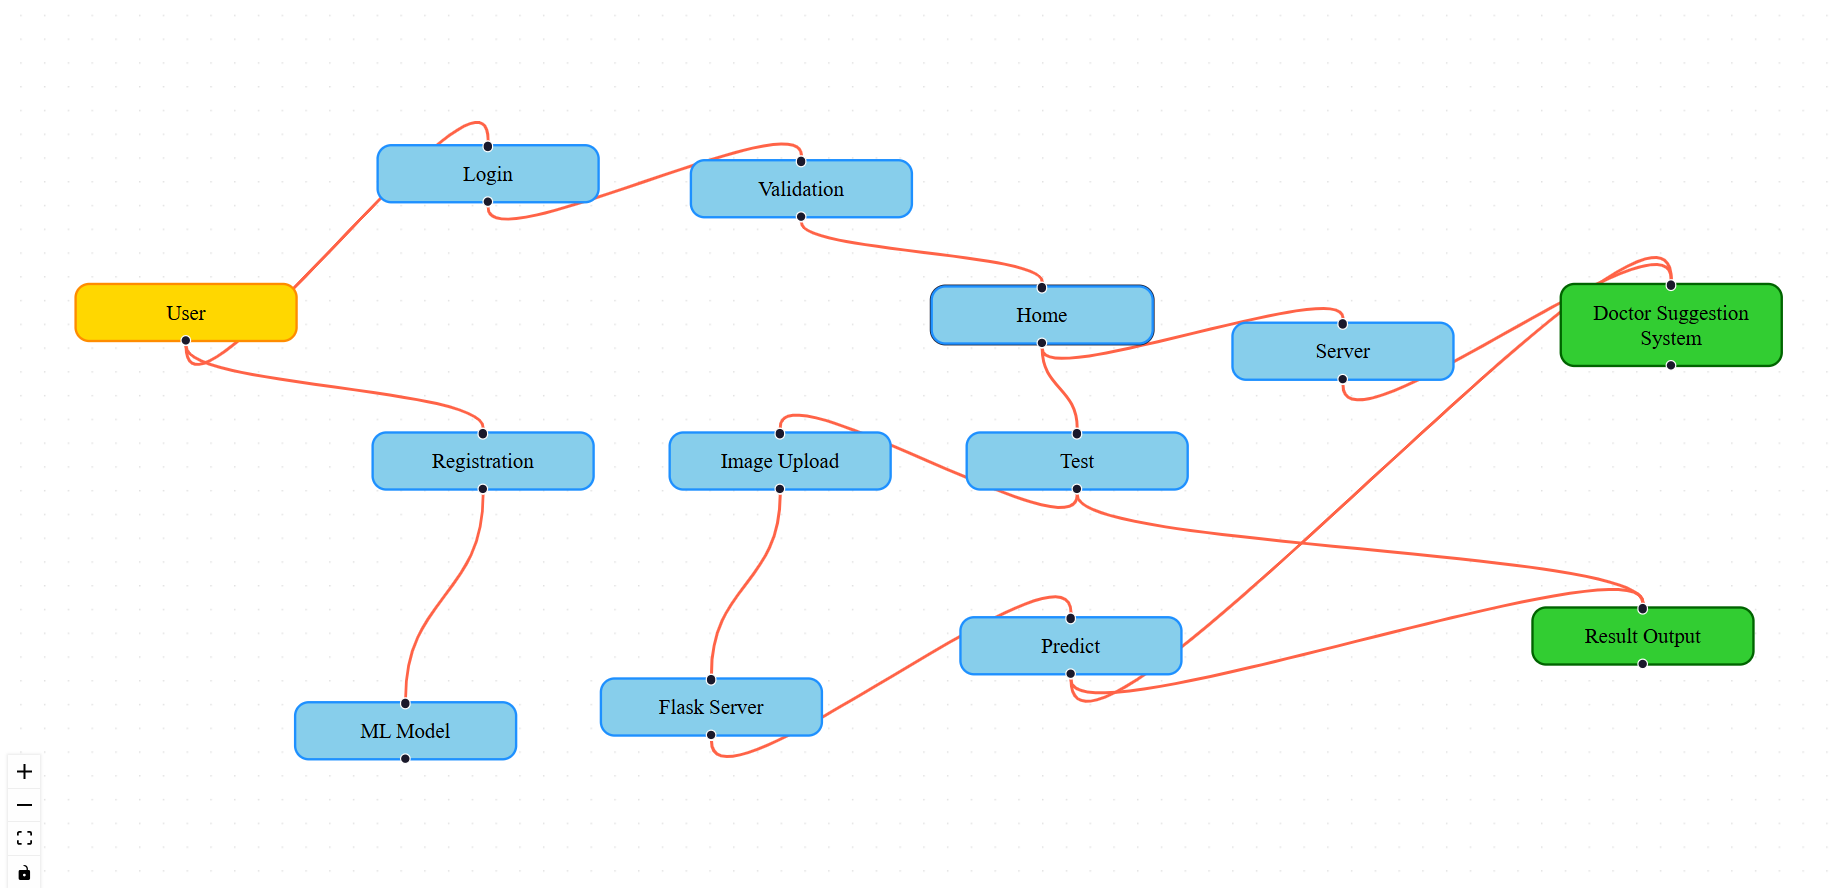 Login
Validation
User
Home
Server
Doctor Suggestion
System
Registration
Image Upload
Test
Predict
Result Output
Flask Server
ML Model